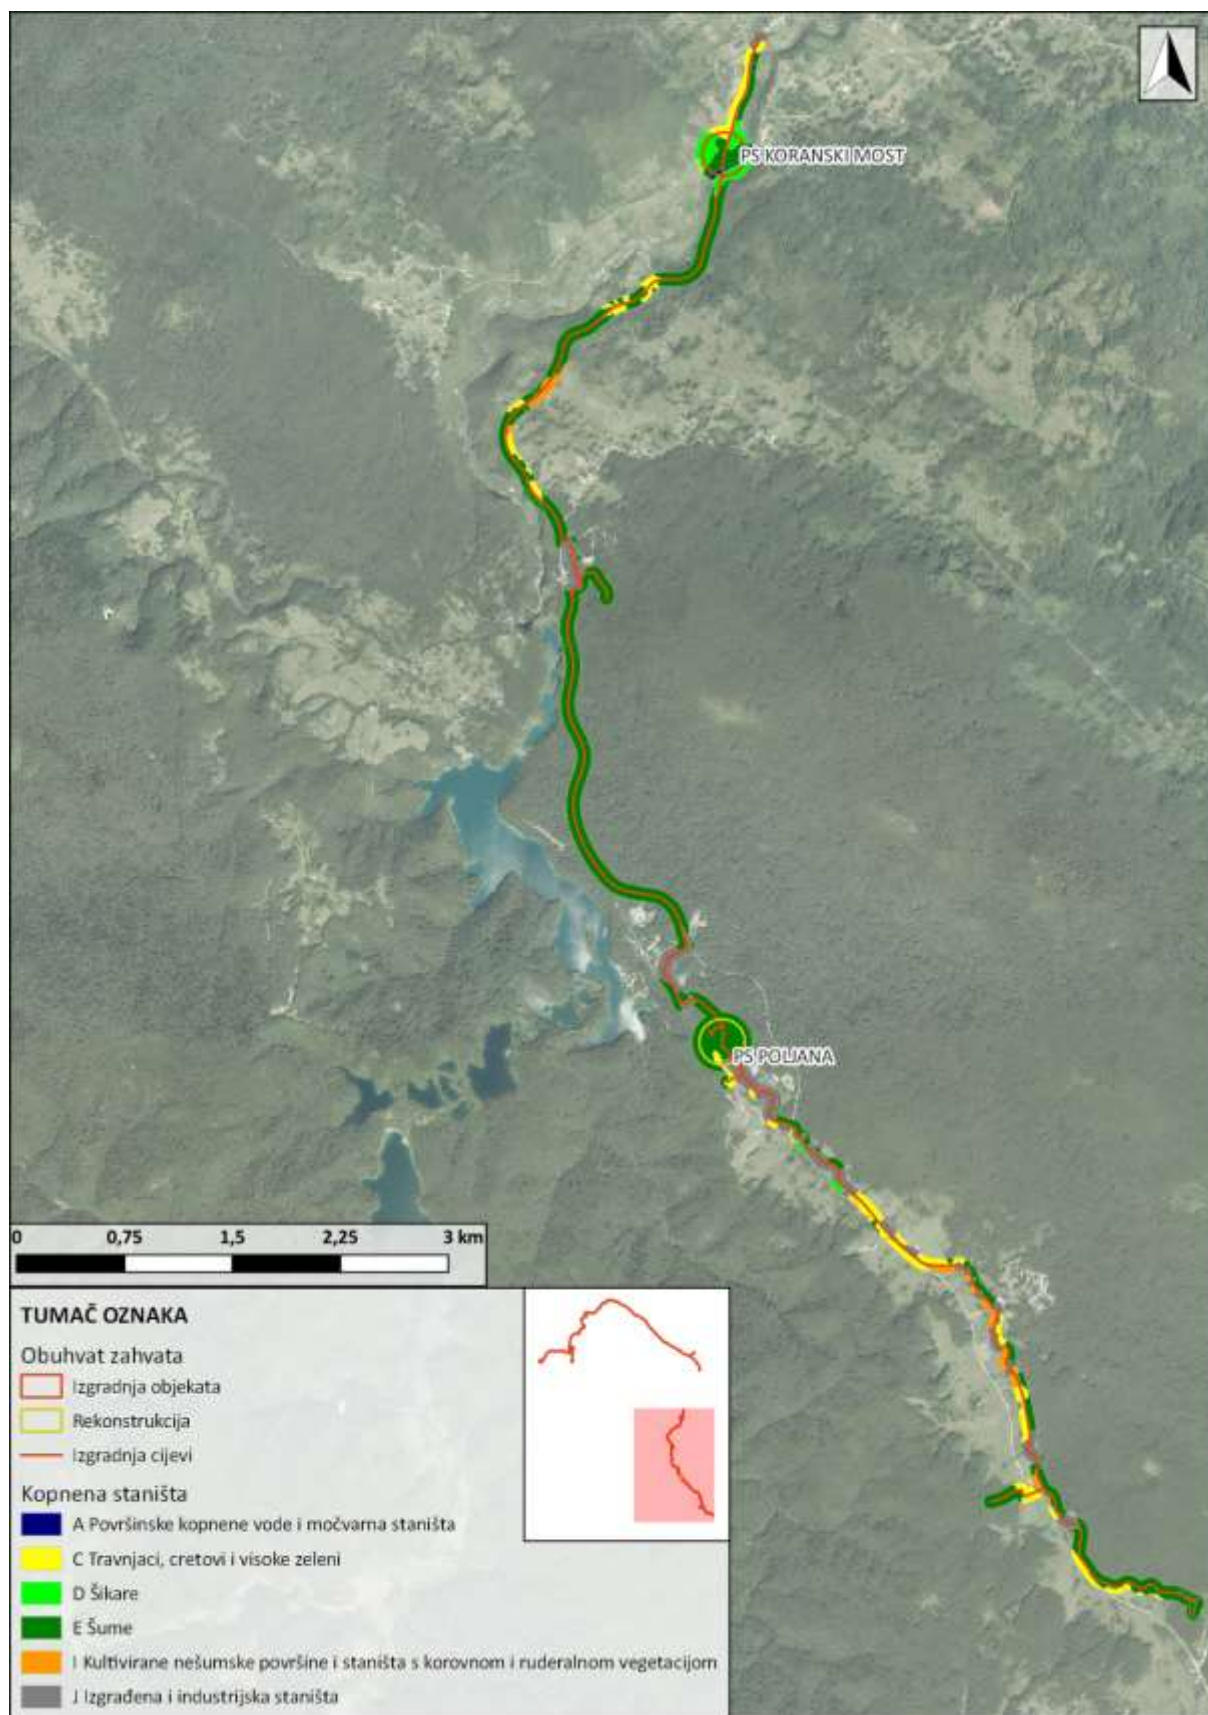 PS KORANSKI MOST
PS POLJANA
0 0,75 1,5 2,25 3 km
TUMAČ OZNAKA
Obuhvat zahvata
Izgradnja objekata
Rekonstrukcija
Izgradnja cijevi
Kopnena staništa
A Površinske kopnene vode i močvarna staništa
C Travnjaci, cretovi i visoke zeleni
D Šikare
E Šume
I Kultivirane nešumske površine i staništa s korovnom i ruderalnom vegetacijom
J Izgrađena i industrijska staništa